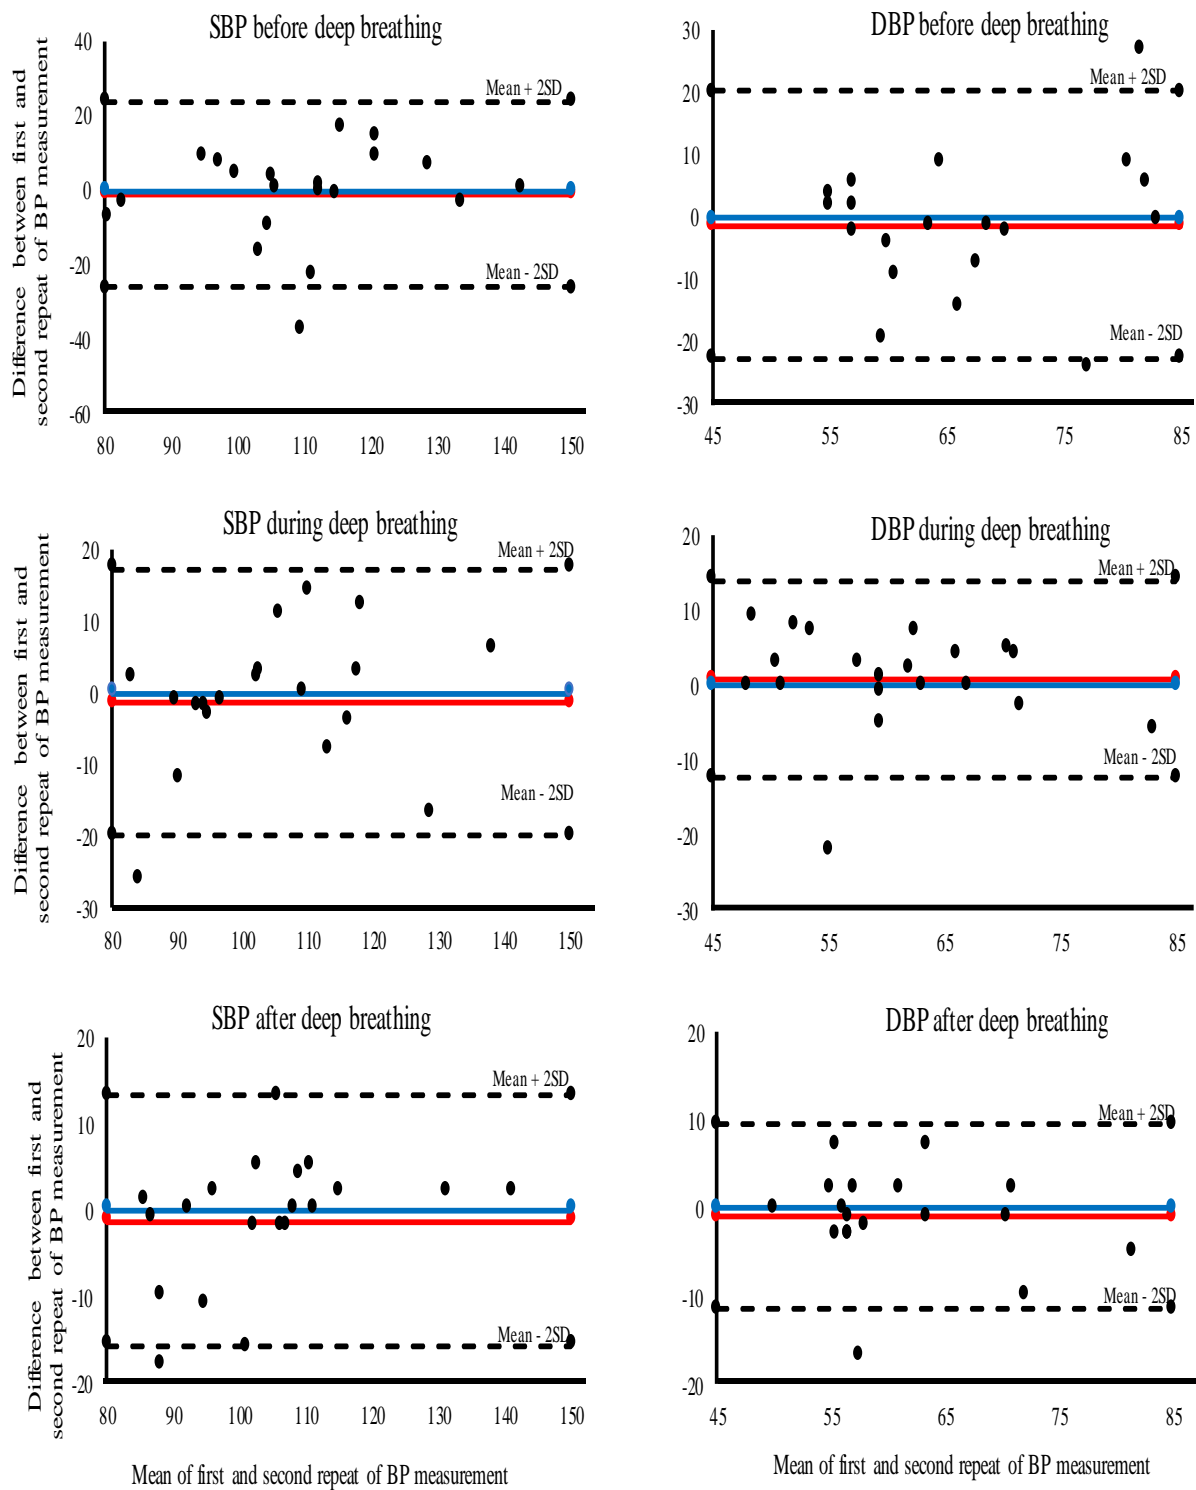 SBP before deep breathing
40
20
0
-20
-40
-60
Mean + 2SD
Mean - 2SD
80 90 100 110 120 130 140 150
Difference between first and
second repeat of BP measurement
DBP before deep breathing
30
20
10
0
-10
-20
-30
Mean + 2SD
Mean - 2SD
45 55 65 75 85
SBP during deep breathing
20
10
0
-10
-20
-30
Mean + 2SD
Mean - 2SD
80 90 100 110 120 130 140 150
Difference between first and
second repeat of BP measurement
DBP during deep breathing
20
10
0
-10
-20
-30
Mean + 2SD
Mean - 2SD
45 55 65 75 85
SBP after deep breathing
20
10
0
-10
-20
Mean + 2SD
Mean - 2SD
80 90 100 110 120 130 140 150
Difference between first and
second repeat of BP measurement
Mean of first and second repeat of BP measurement
DBP after deep breathing
20
10
0
-10
-20
Mean + 2SD
Mean - 2SD
45 55 65 75 85
Mean of first and second repeat of BP measurement